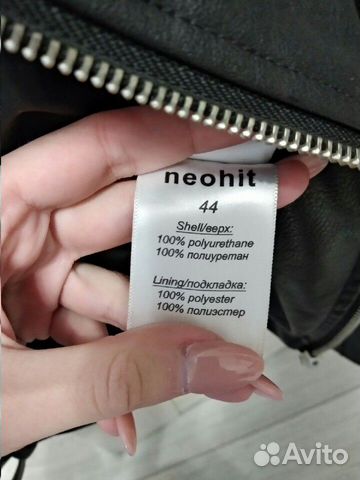 neohit
44
Shell/верх:
100% polyurethane
100% полиуретан
Lining/подкладка:
100% polyester
100% полиэстер
Avito